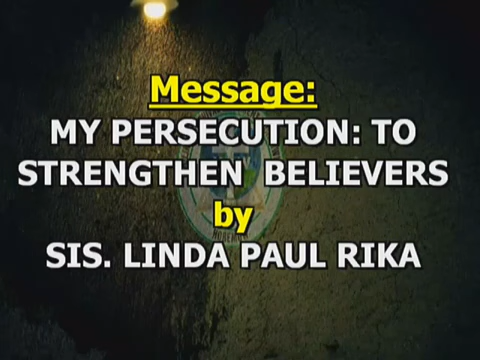 Message:
MY PERSECUTION: TO
STRENGTHEN BELIEVERS
by
SIS. LINDA PAUL RIKA